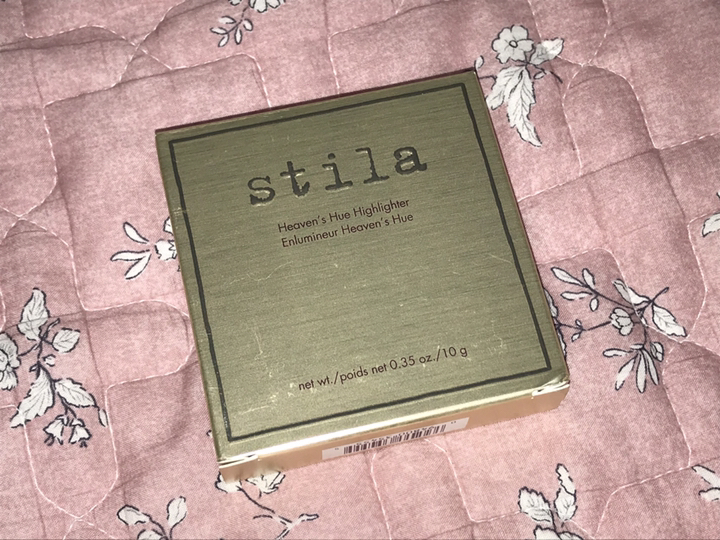 stila
Heaven's Hue Highlighter
Enlumineur Heaven's Hue
net wt./poids net 0.35 oz./10 g